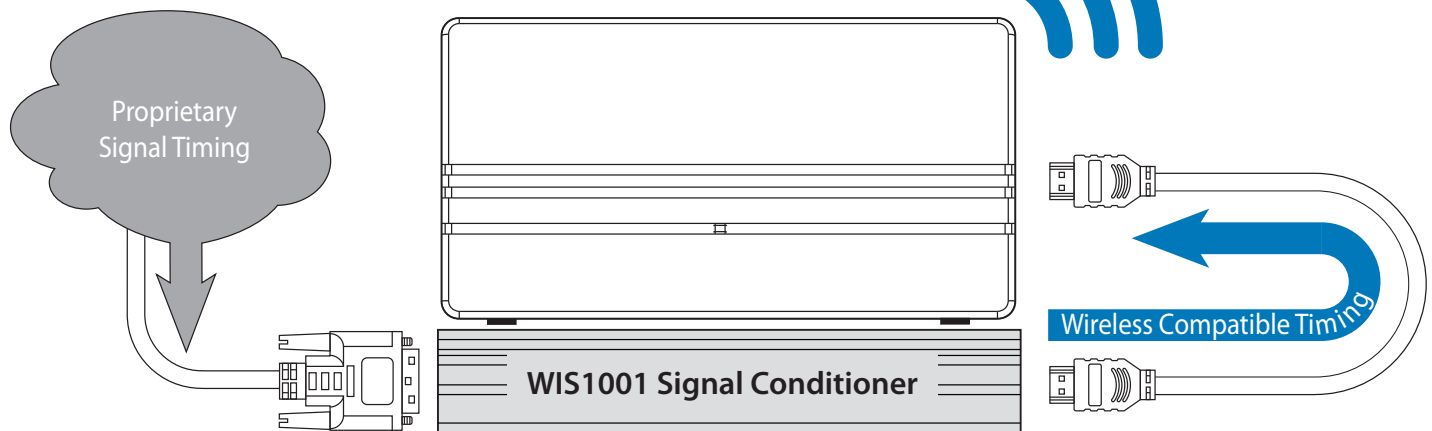 Proprietary
Signal Timing
Wireless Compatible Timing
WIS1001 Signal Conditioner